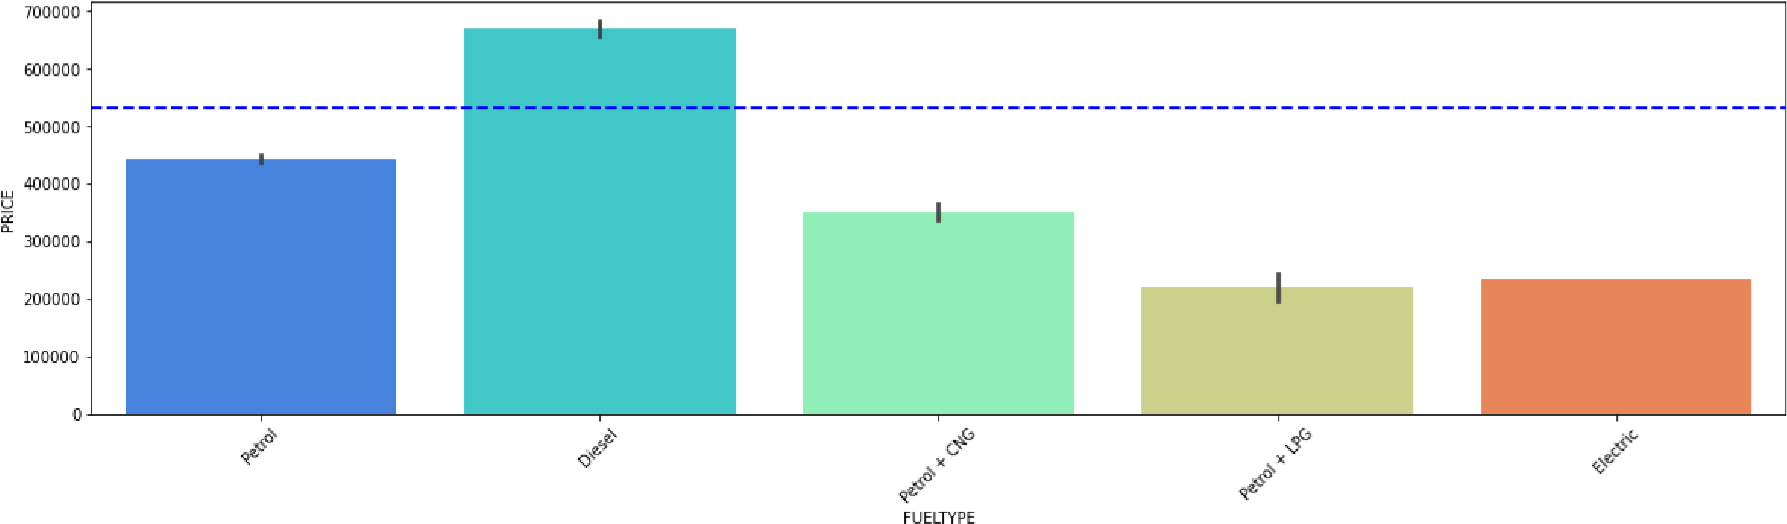 700000
600000
500000
400000
300000
200000
100000
0
PRICE
Petrol
Diesel
Petrol + CNG
Petrol + LPG
Electric
FUELTYPE